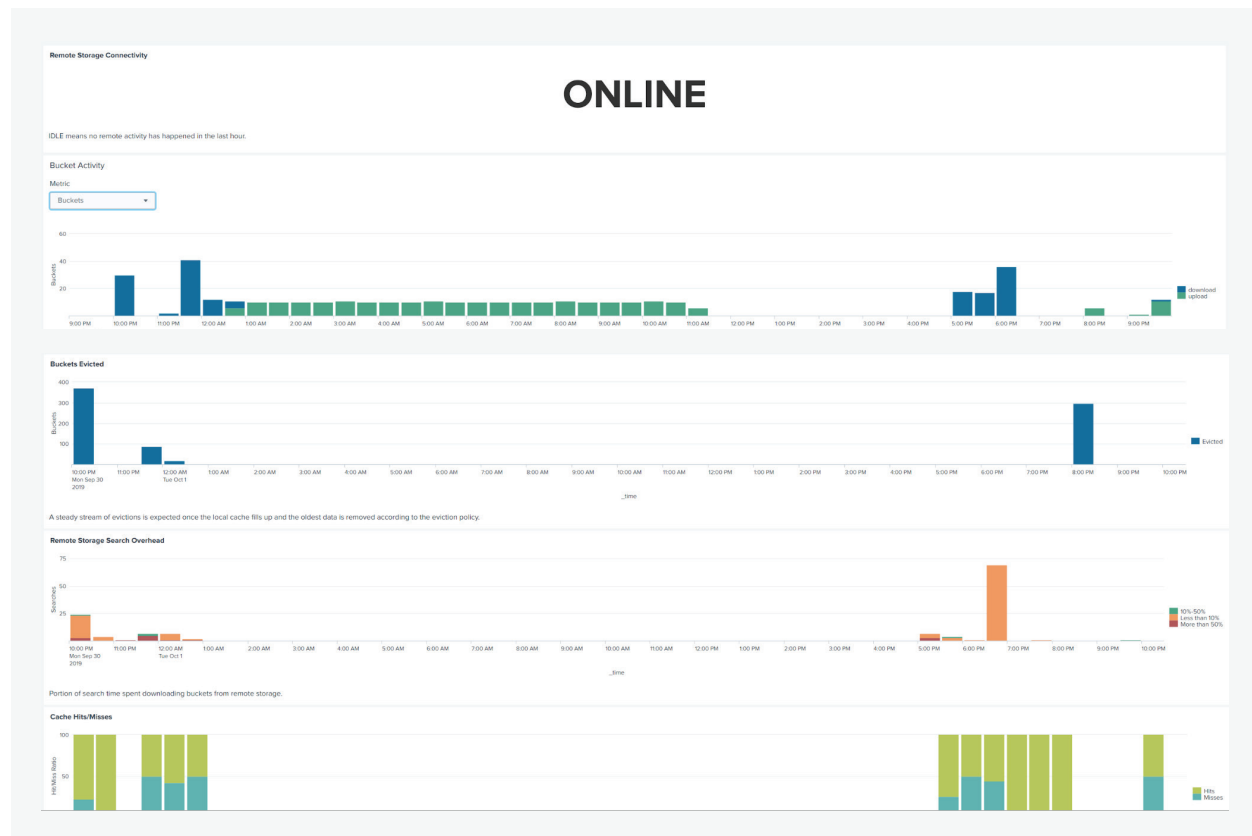 Remote Storage Connectivity
ONLINE
IDLE means no remote activity has happened in the last hour.
Bucket Activity
Metric
Buckets
60
40
20
Buckets
download
upload
9:00 PM 10:00 PM 11:00 PM 12:00 AM 1:00 AM 2:00 AM 3:00 AM 4:00 AM 5:00 AM 6:00 AM 7:00 AM 8:00 AM 9:00 AM 10:00 AM 11:00 AM 12:00 PM 1:00 PM 2:00 PM 3:00 PM 4:00 PM 5:00 PM 6:00 PM 7:00 PM 8:00 PM 9:00 PM
Buckets Evicted
400
300
200
100
Buckets
Evicted
10:00 PM 11:00 PM 12:00 AM 1:00 AM 2:00 AM 3:00 AM 4:00 AM 5:00 AM 6:00 AM 7:00 AM 8:00 AM 9:00 AM 10:00 AM 11:00 AM 12:00 PM 1:00 PM 2:00 PM 3:00 PM 4:00 PM 5:00 PM 6:00 PM 7:00 PM 8:00 PM 9:00 PM 10:00 PM
Mon Sep 30 Tue Oct 1
2019
_time
A steady stream of evictions is expected once the local cache fills up and the oldest data is removed according to the eviction policy.
Remote Storage Search Overhead
75
50
25
Searches
10%-50%
Less than 10%
More than 50%
10:00 PM 11:00 PM 12:00 AM 1:00 AM 2:00 AM 3:00 AM 4:00 AM 5:00 AM 6:00 AM 7:00 AM 8:00 AM 9:00 AM 10:00 AM 11:00 AM 12:00 PM 1:00 PM 2:00 PM 3:00 PM 4:00 PM 5:00 PM 6:00 PM 7:00 PM 8:00 PM 9:00 PM 10:00 PM
Mon Sep 30 Tue Oct 1
2019
_time
Portion of search time spent downloading buckets from remote storage.
Cache Hits/Misses
100
50
Hit/Miss Ratio
Hits
Misses